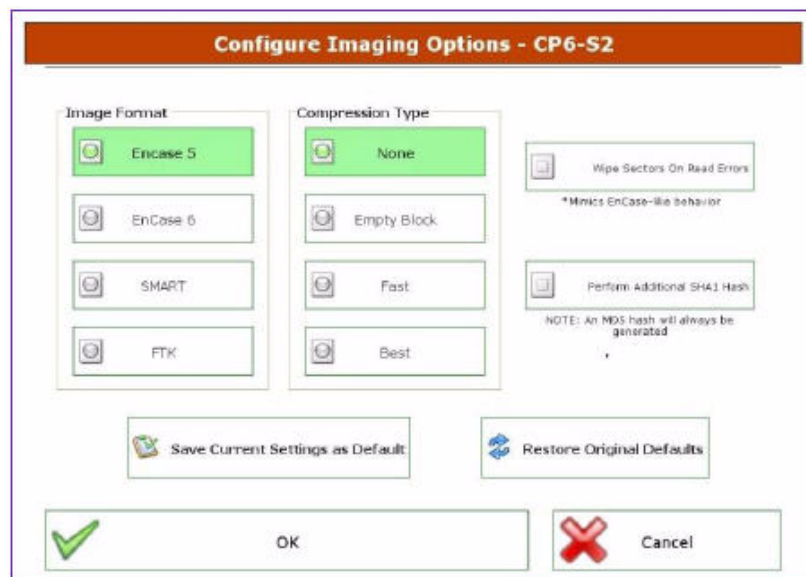 Configure Imaging Options - CP6-S2
Image Format
Encase 5
EnCase 6
SMART
FTK
Compression Type
None
Empty Block
Fast
Best
Wipe Sectors On Read Errors
*Mimics EnCase-like behavior
Perform Additional SHA1 Hash
NOTE: An MD5 hash will always be
generated
Save Current Settings as Default
Restore Original Defaults
OK
Cancel